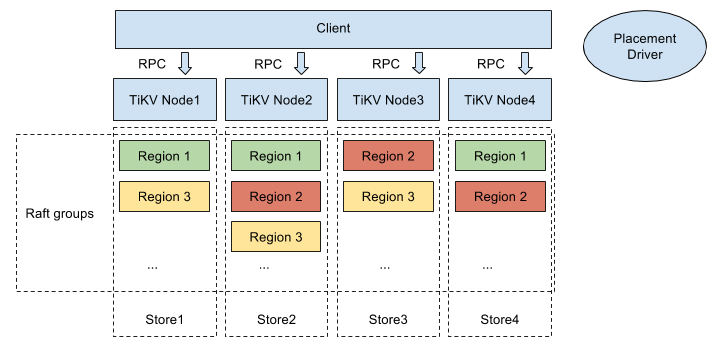 Client
Placement
Driver
RPC
RPC
RPC
RPC
TiKV Node1
TiKV Node2
TiKV Node3
TiKV Node4
Region 1
Region 1
Region 2
Region 1
Region 3
Region 2
Region 3
Region 2
Raft groups
Region 3
...
...
...
...
Store1
Store2
Store3
Store4